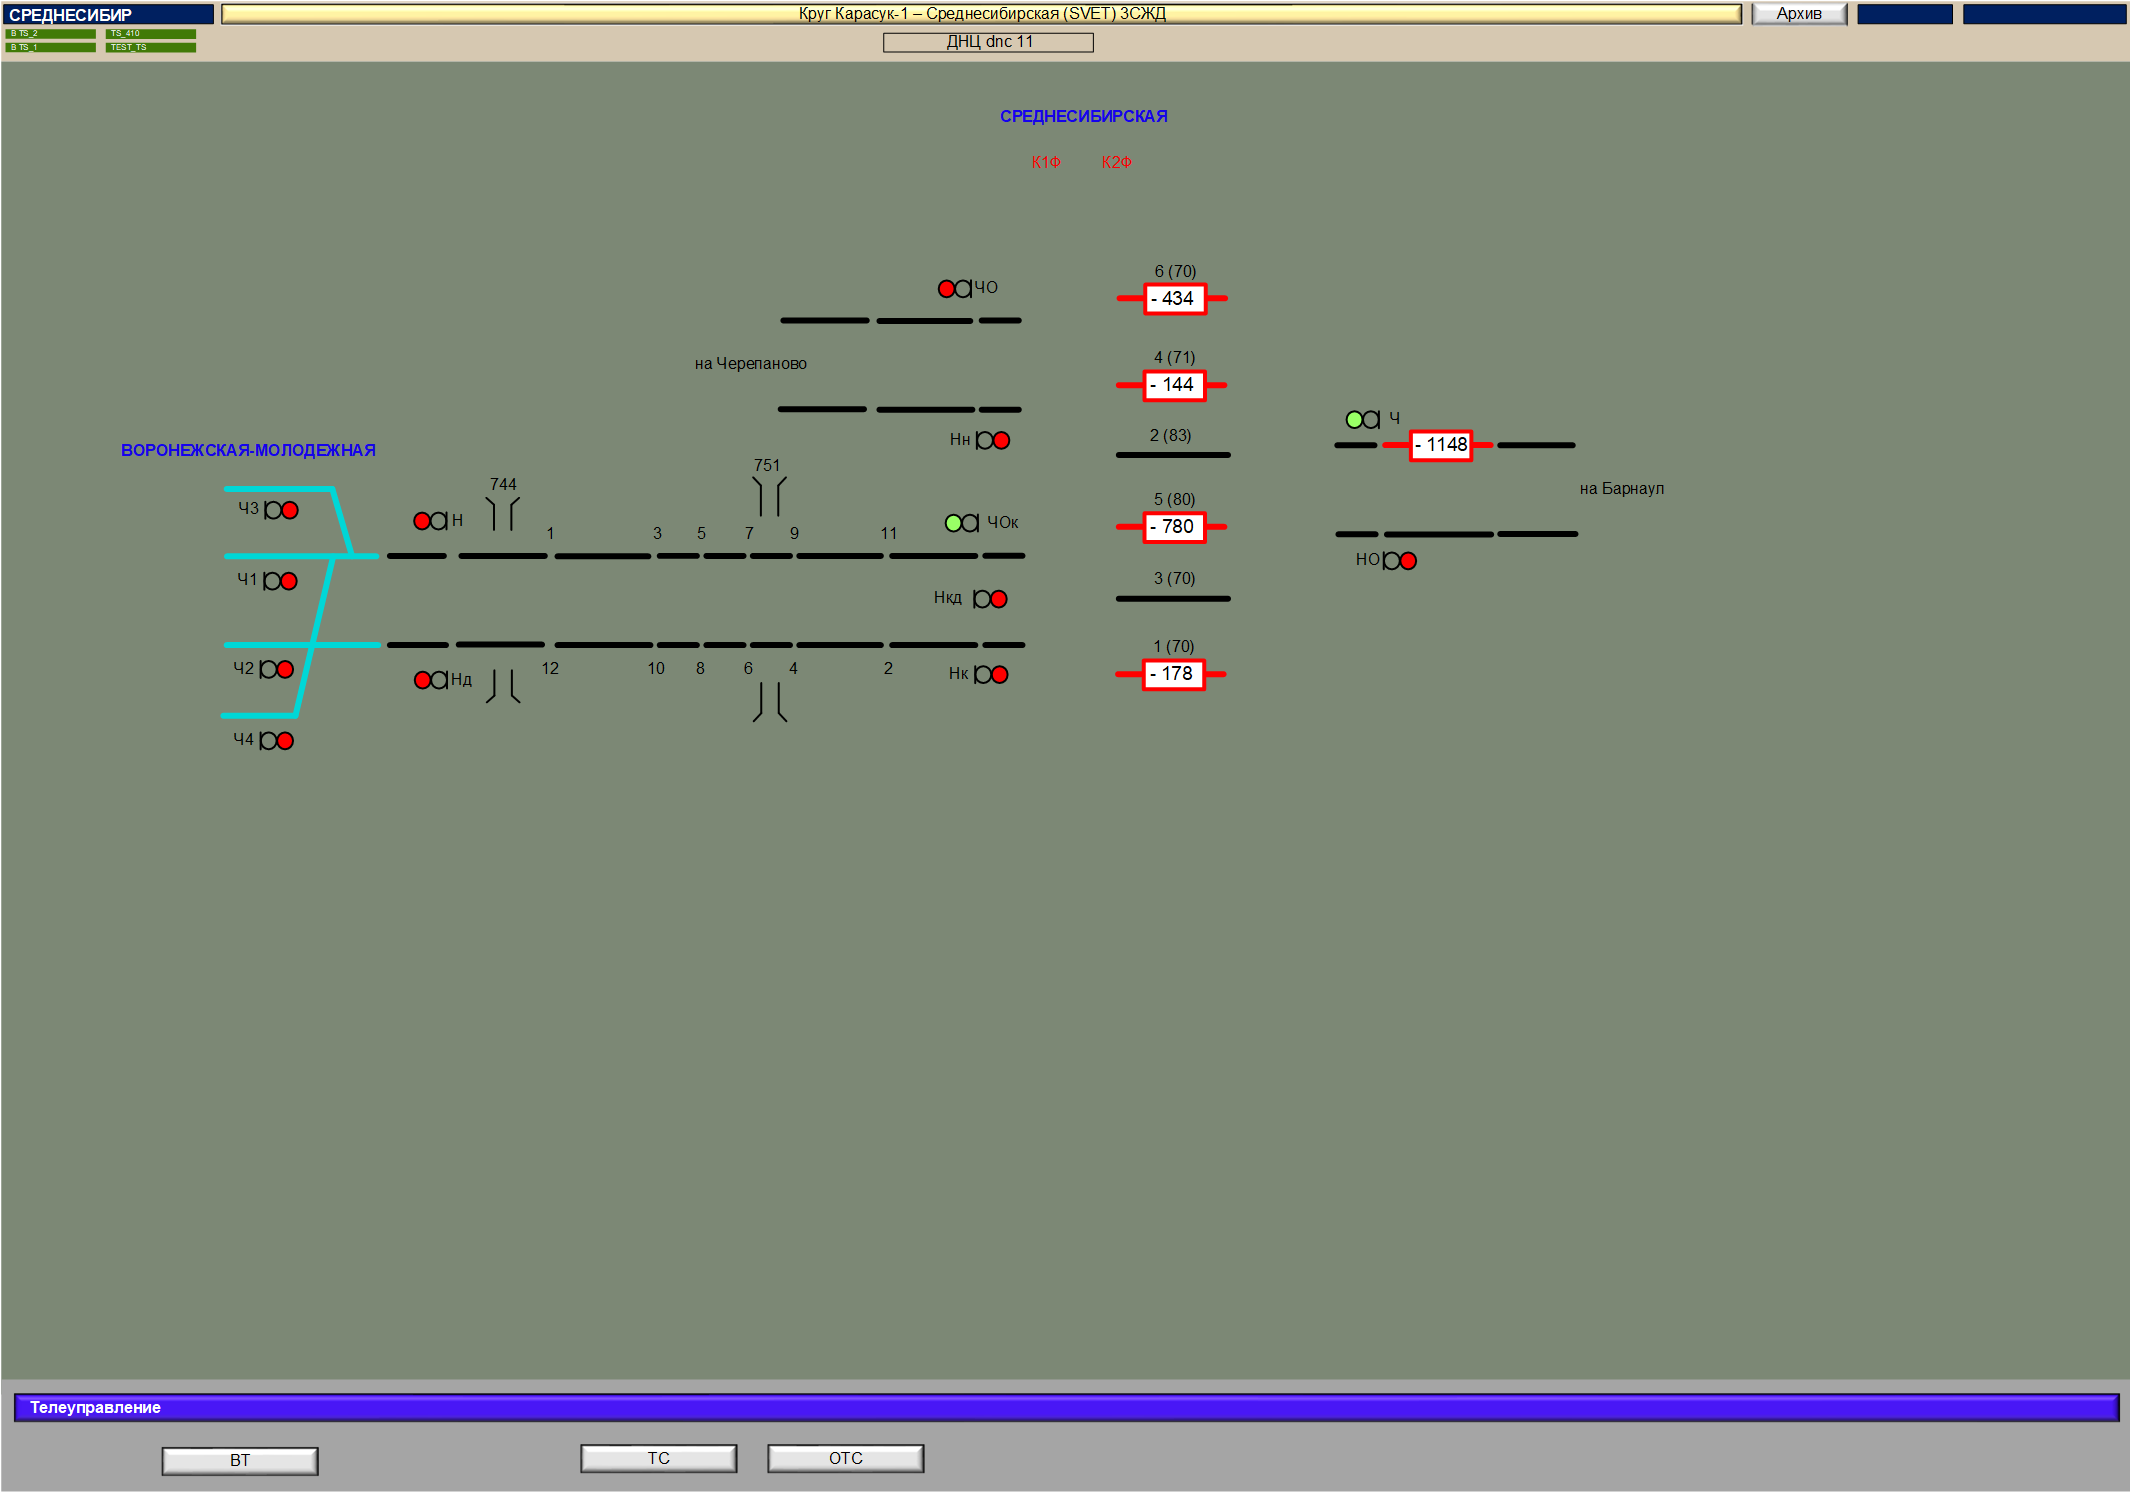 СРЕДНЕСИБИР
Круг Карасук-1 – Среднесибирская (SVET) ЗСЖД
Архив
В TS_2
TS_410
В TS_1
TEST_TS
ДНЦ dnc 11
СРЕДНЕСИБИРСКАЯ
К1Ф
К2Ф
6 (70)
- 434
ЧО
на Черепаново
4 (71)
- 144
Нн
2 (83)
Ч
- 1148
на Барнаул
НО
ВОРОНЕЖСКАЯ-МОЛОДЕЖНАЯ
744
751
Ч3
Н
ЧОк
5 (80)
- 780
1
3
5
7
9
11
Ч1
Нкд
3 (70)
1 (70)
- 178
Ч2
Нд
12
10
8
6
4
2
Нк
Ч4
Телеуправление
ВТ
ТС
ОТС